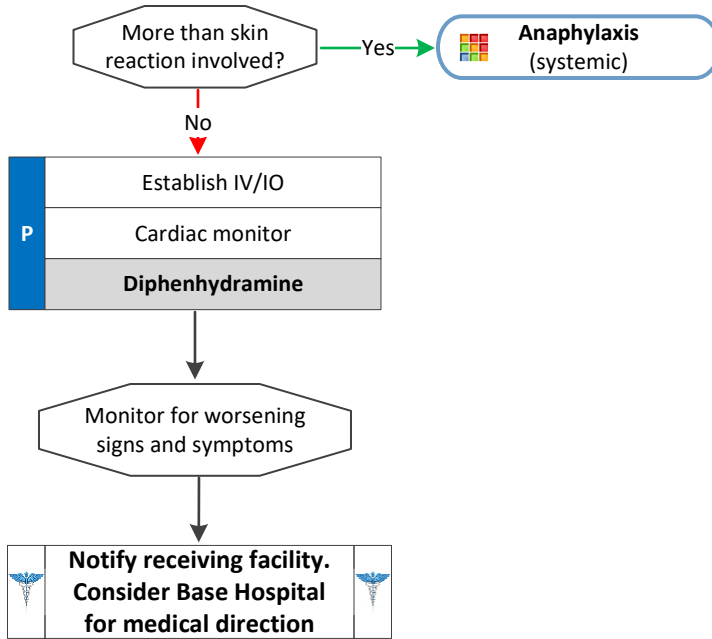 More than skin
reaction involved?
Yes
Anaphylaxis
(systemic)
No
P
Establish IV/IO
Cardiac monitor
Diphenhydramine
Monitor for worsening
signs and symptoms
Notify receiving facility.
Consider Base Hospital
for medical direction